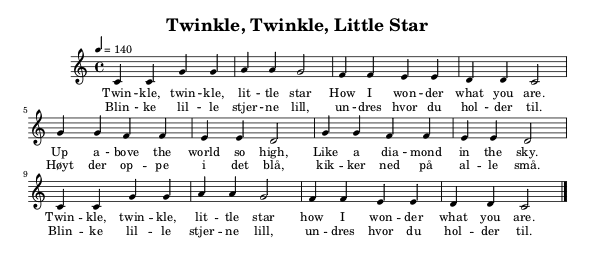 Twinkle, Twinkle, Little Star
♩ = 140
Twin - kle, twin - kle, lit - tle star How I won - der what you are.
Blin - ke lil - le stjer - ne lill, un - dres hvor du hol - der til.
5
Up a - bove the world so high, Like a dia - mond in the sky.
Høyt der op - pe i det blå, kik - ker ned på al - le små.
9
Twin - kle, twin - kle, lit - tle star how I won - der what you are.
Blin - ke lil - le stjer - ne lill, un - dres hvor du hol - der til.